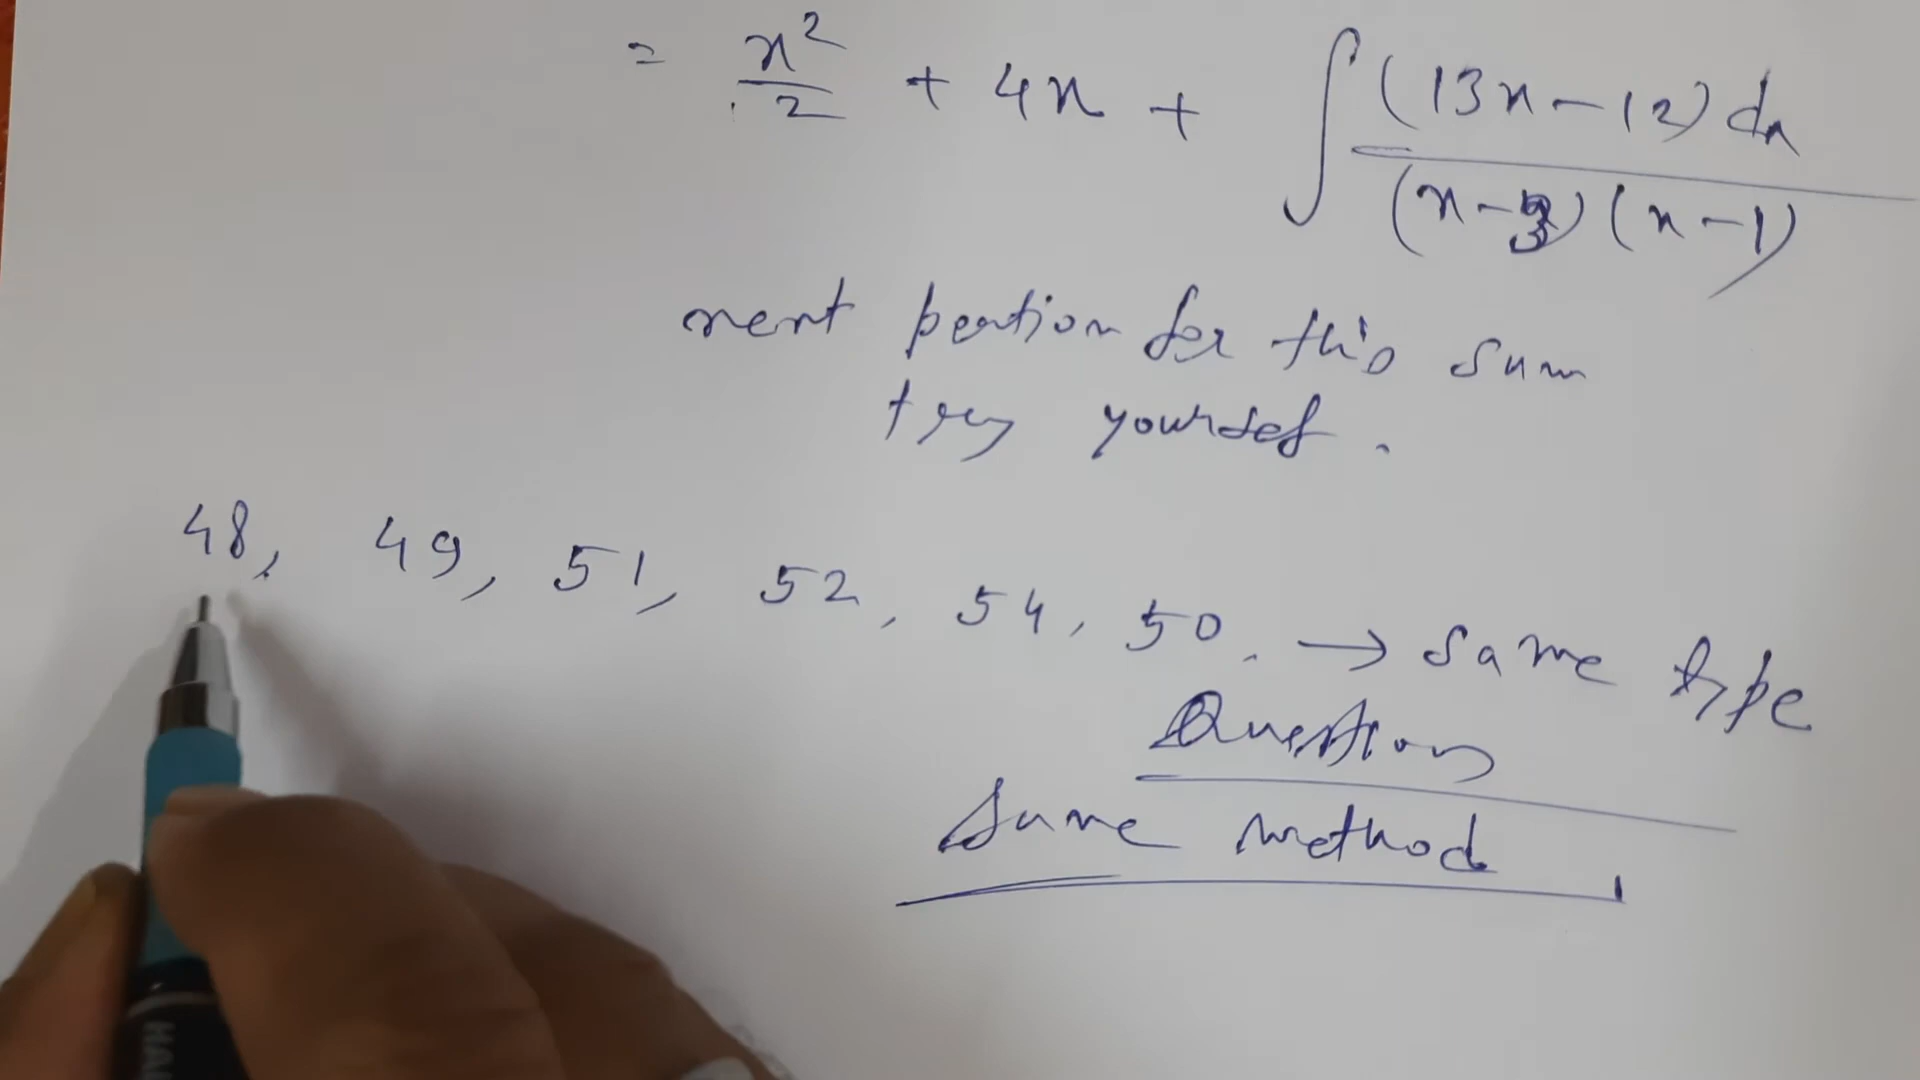 = x²/2 + 4x + ∫ (13x-12)dx / (x-3)(x-1)
next portion for this sum
try yourself.
48, 49, 51, 52, 54, 50. → same type
Question
Same method